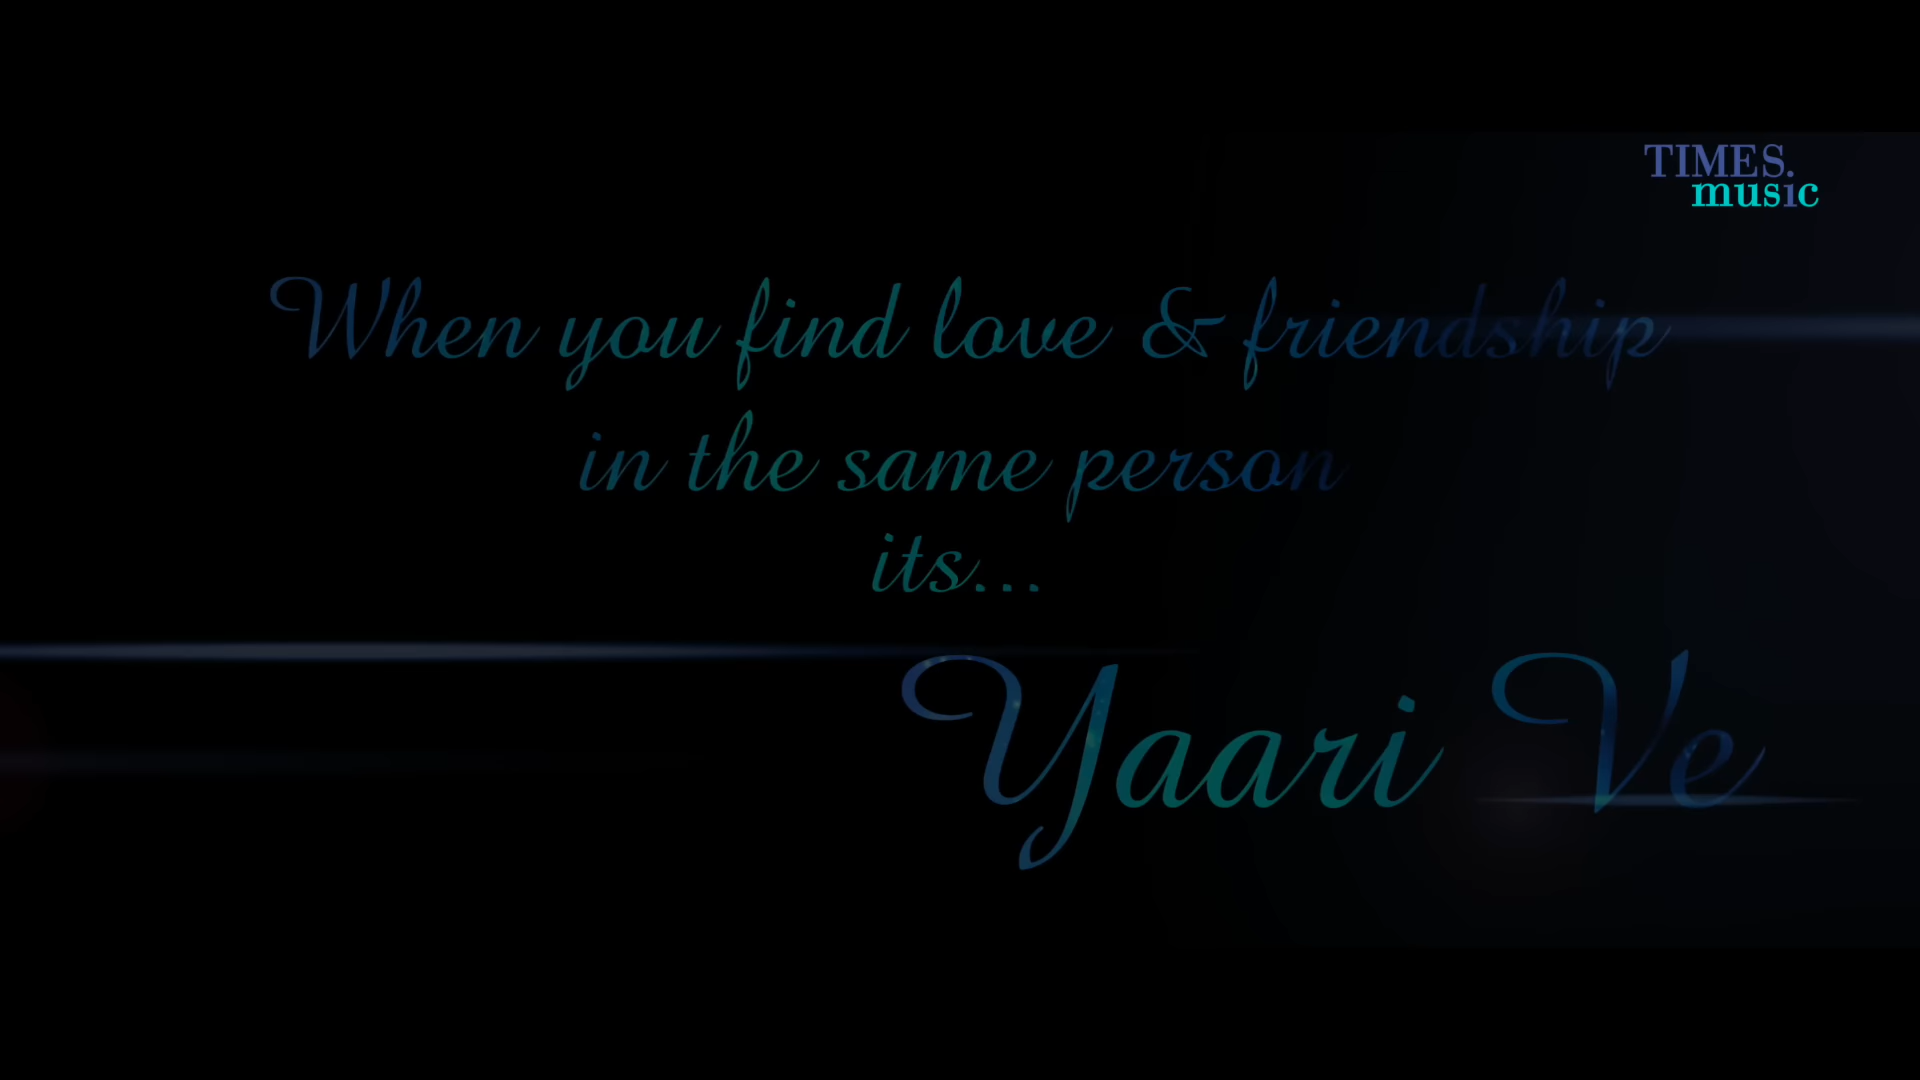 TIMES.
music
When you find love & friendship
in the same person
its...
Yaari Ve